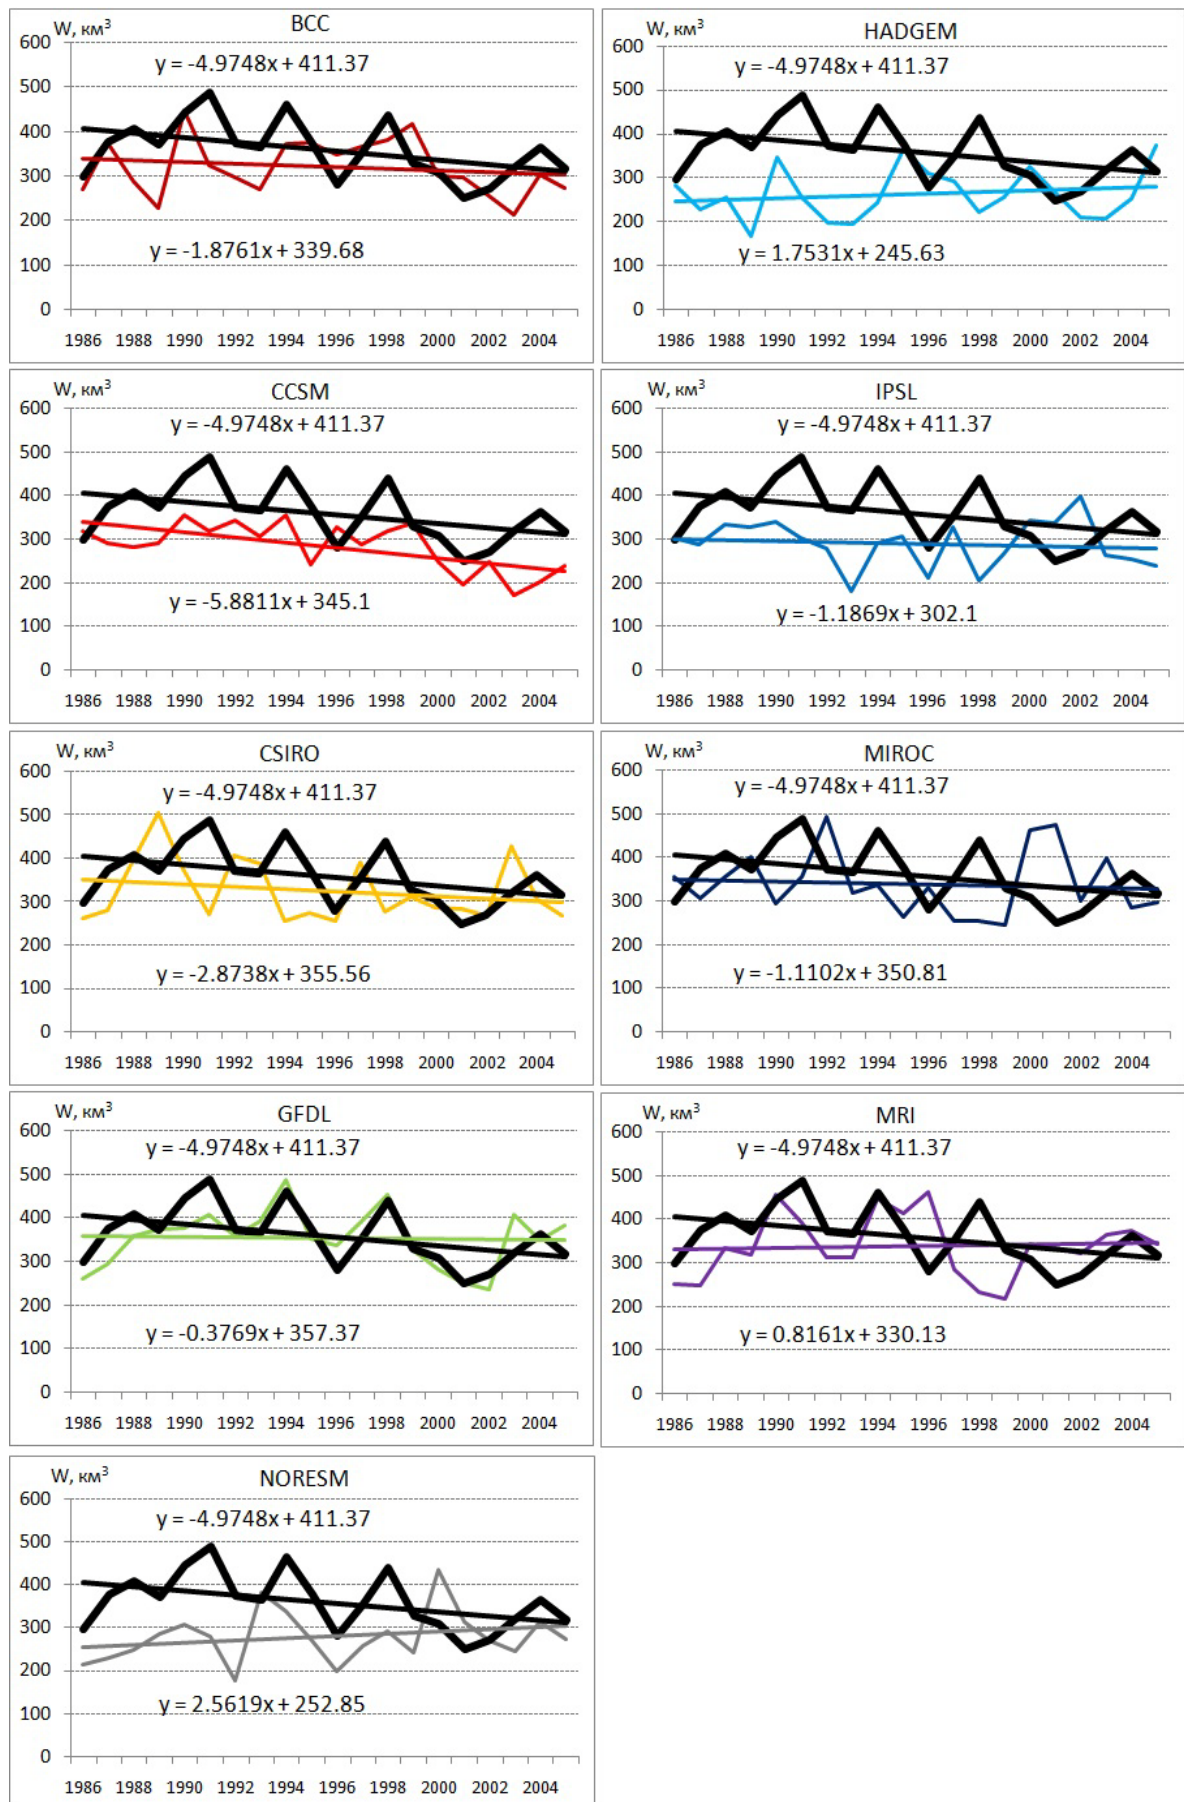 BCC
W, км³
y = -4.9748x + 411.37
600
500
400
300
200
100
0
y = -1.8761x + 339.68
1986 1988 1990 1992 1994 1996 1998 2000 2002 2004
HADGEM
y = -4.9748x + 411.37
600
500
400
300
200
100
0
y = 1.7531x + 245.63
1986 1988 1990 1992 1994 1996 1998 2000 2002 2004
CCSM
W, км³
y = -4.9748x + 411.37
600
500
400
300
200
100
0
y = -5.8811x + 345.1
1986 1988 1990 1992 1994 1996 1998 2000 2002 2004
IPSL
y = -4.9748x + 411.37
600
500
400
300
200
100
0
y = -1.1869x + 302.1
1986 1988 1990 1992 1994 1996 1998 2000 2002 2004
CSIRO
W, км³
y = -4.9748x + 411.37
600
500
400
300
200
100
0
y = -2.8738x + 355.56
1986 1988 1990 1992 1994 1996 1998 2000 2002 2004
MIROC
W, км³
y = -4.9748x + 411.37
600
500
400
300
200
100
0
y = -1.1102x + 350.81
1986 1988 1990 1992 1994 1996 1998 2000 2002 2004
GFDL
W, км³
y = -4.9748x + 411.37
600
500
400
300
200
100
0
y = -0.3769x + 357.37
1986 1988 1990 1992 1994 1996 1998 2000 2002 2004
MRI
W, км³
y = -4.9748x + 411.37
600
500
400
300
200
100
0
y = 0.8161x + 330.13
1986 1988 1990 1992 1994 1996 1998 2000 2002 2004
NORESM
W, км³
y = -4.9748x + 411.37
600
500
400
300
200
100
0
y = 2.5619x + 252.85
1986 1988 1990 1992 1994 1996 1998 2000 2002 2004